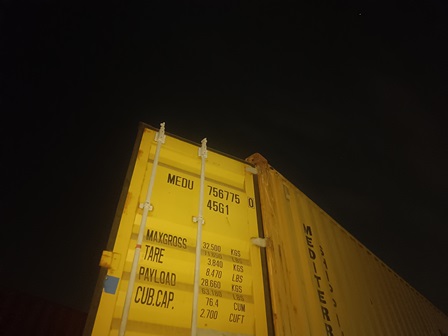 MEDU 756775 0
45G1
MAXGROSS 32.500 KGS
TARE 3.840 KGS
8.470 LBS
PAYLOAD 28.660 KGS
CUB.CAP. 76.4 CUM
2.700 CUFT
MEDITERR